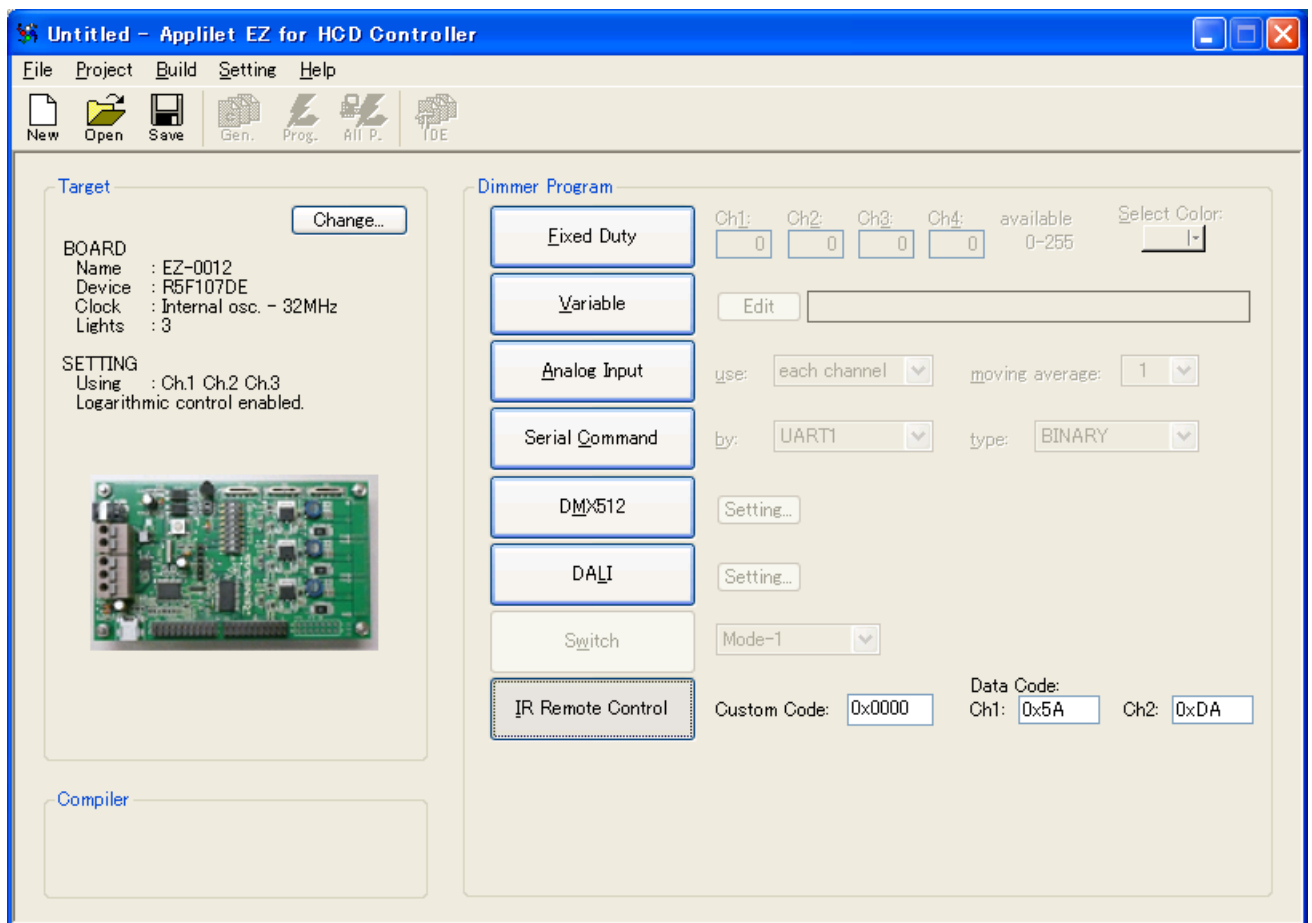 Untitled - Applilet EZ for HCD Controller
File Project Build Setting Help
New Open Save Gen. Prog. All P. IDE
Target
Change...
BOARD
Name : EZ-0012
Device : R5F107DE
Clock : Internal osc. - 32MHz
Lights : 3
SETTING
Using : Ch.1 Ch.2 Ch.3
Logarithmic control enabled.
Compiler
Dimmer Program
Fixed Duty Ch1: Ch2: Ch3: Ch4: available Select Color:
0 0 0 0 0-255
Variable Edit
Analog Input use: each channel moving average: 1
Serial Command by: UART1 type: BINARY
DMX512 Setting...
DALI Setting...
Switch Mode-1
Data Code:
IR Remote Control Custom Code: 0x0000 Ch1: 0x5A Ch2: 0xDA